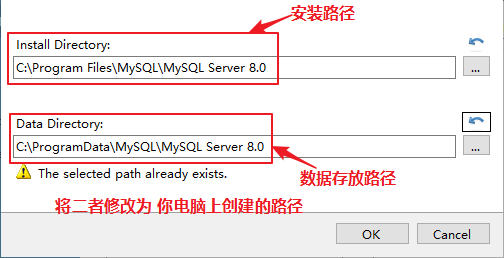 安装路径
Install Directory:
C:\Program Files\MySQL\MySQL Server 8.0
...
Data Directory:
C:\ProgramData\MySQL\MySQL Server 8.0
...
The selected path already exists.
数据存放路径
将二者修改为 你电脑上创建的路径
OK
Cancel